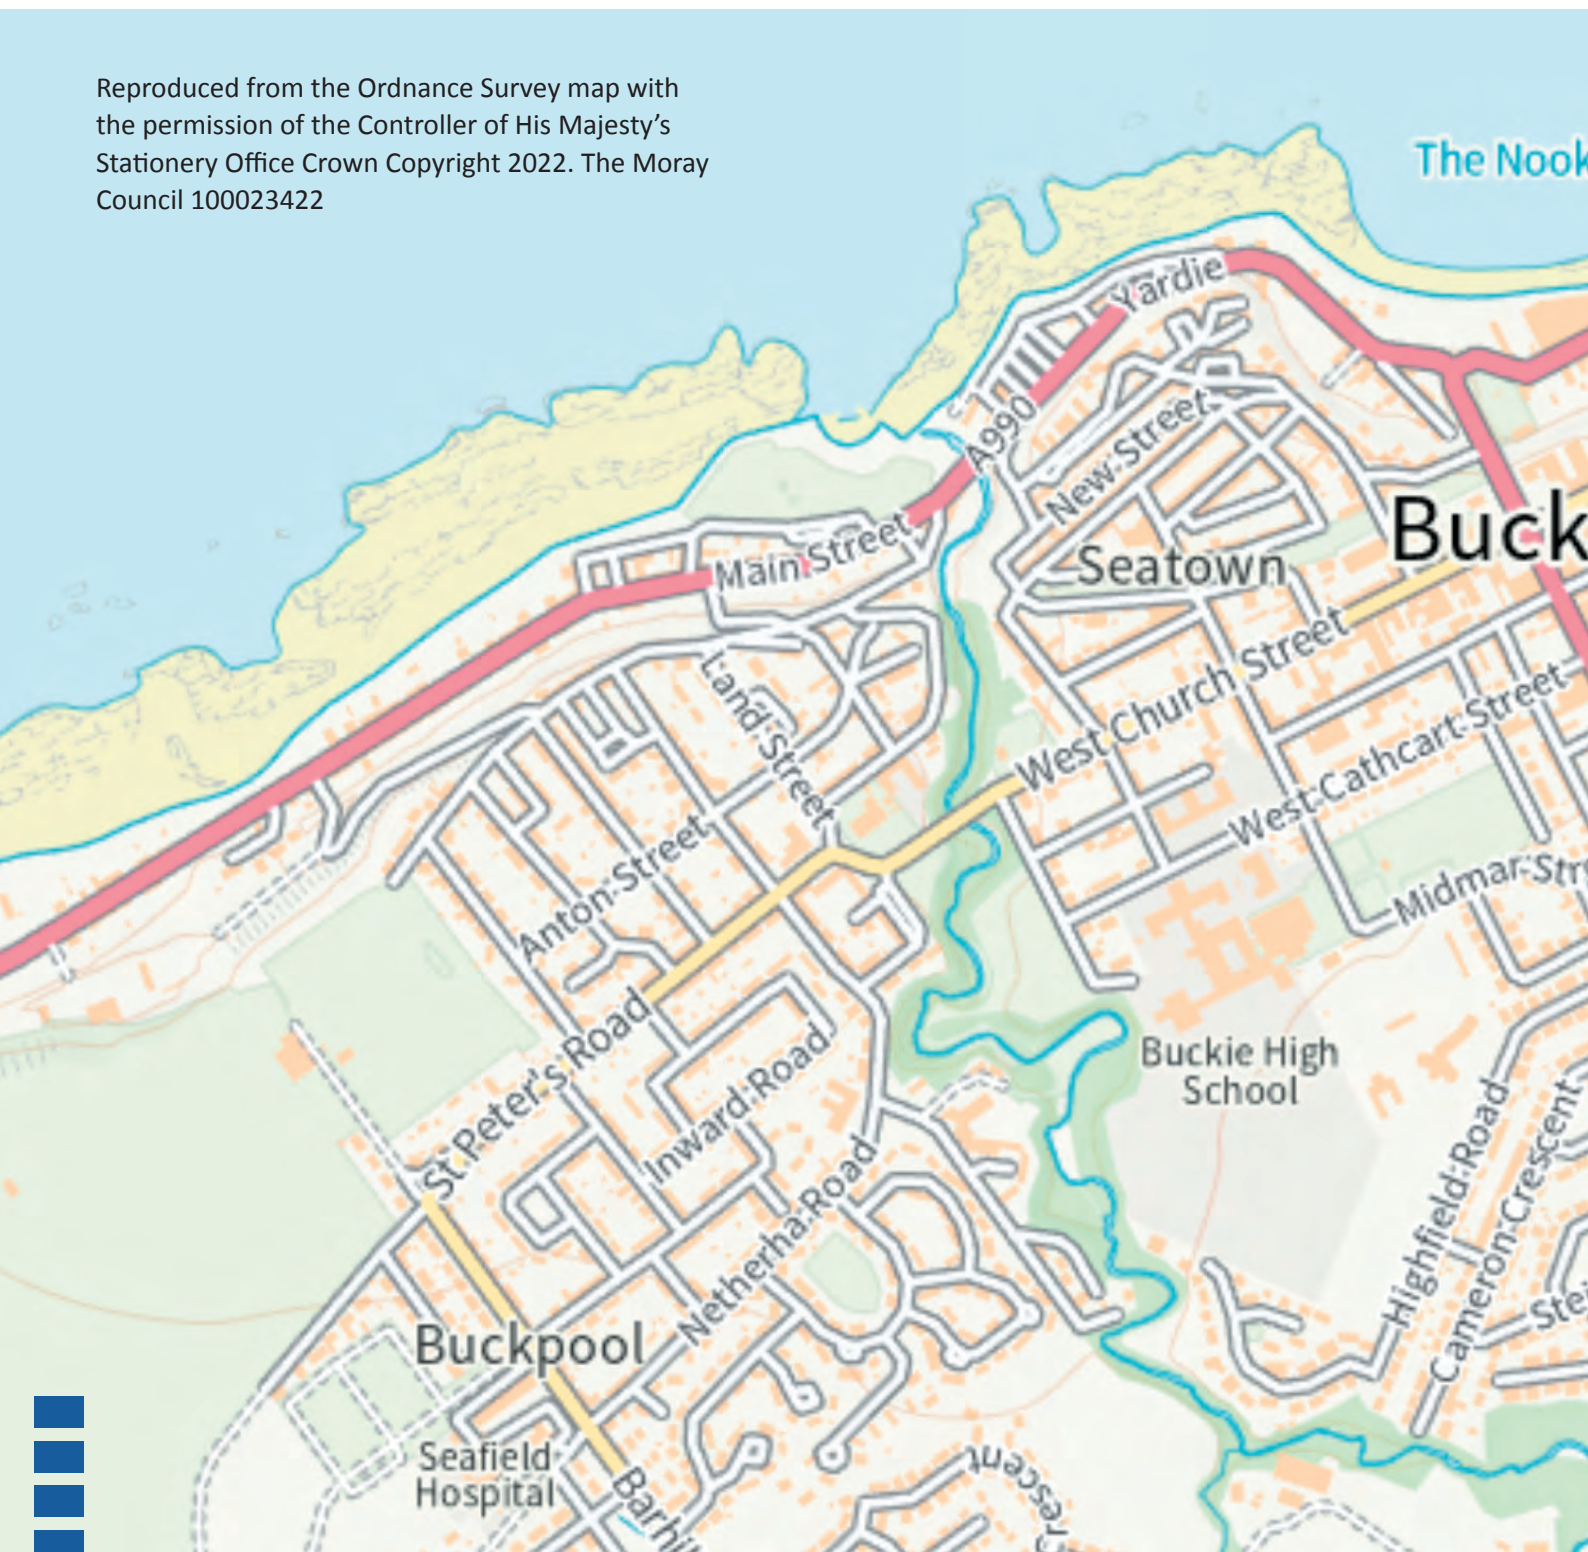 Reproduced from the Ordnance Survey map with
the permission of the Controller of His Majesty's
Stationery Office Crown Copyright 2022. The Moray
Council 100023422
The Nook
Yardie
A990
New Street
Main Street
Buck
Seatown
Land Street
West Church Street
West Cathcart Street
Anton Street
Midmar Str
St Peter's Road
Inward Road
Buckie High
School
Netherha Road
Highfield Road
Cameron Crescent
Ste
Buckpool
Seafield
Hospital
Barhi
rescent